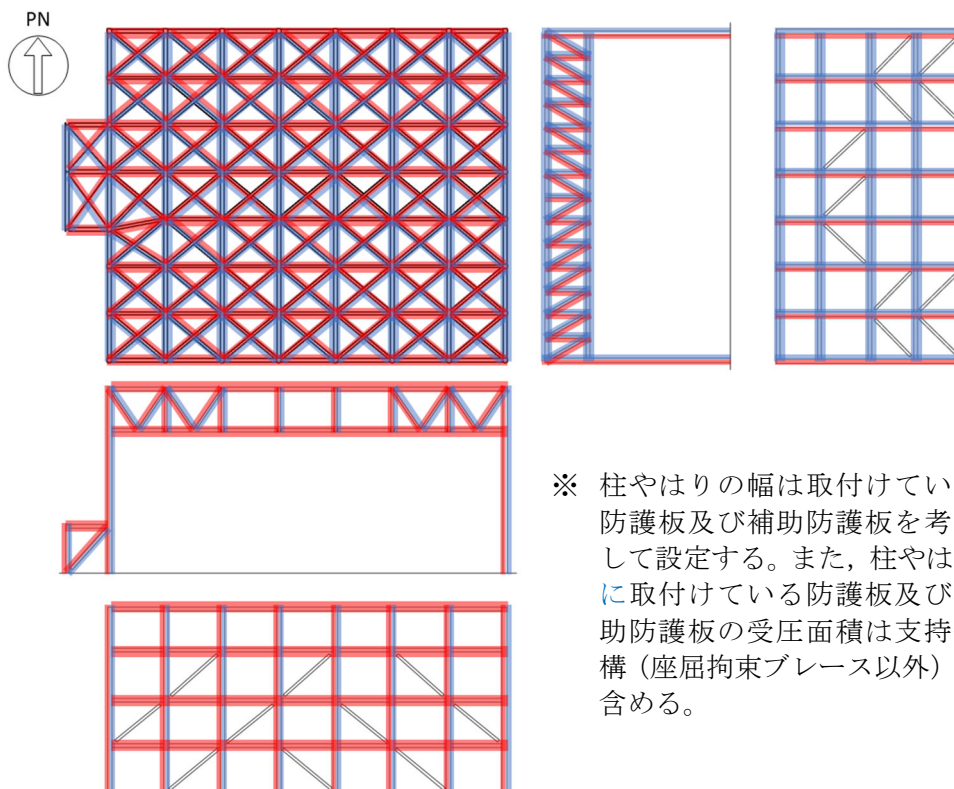 PN
※ 柱やはりの幅は取付けてい
防護板及び補助防護板を考
して設定する。また，柱やは
に取付けている防護板及び
助防護板の受圧面積は支持
構（座屈拘束ブレース以外）
含める。